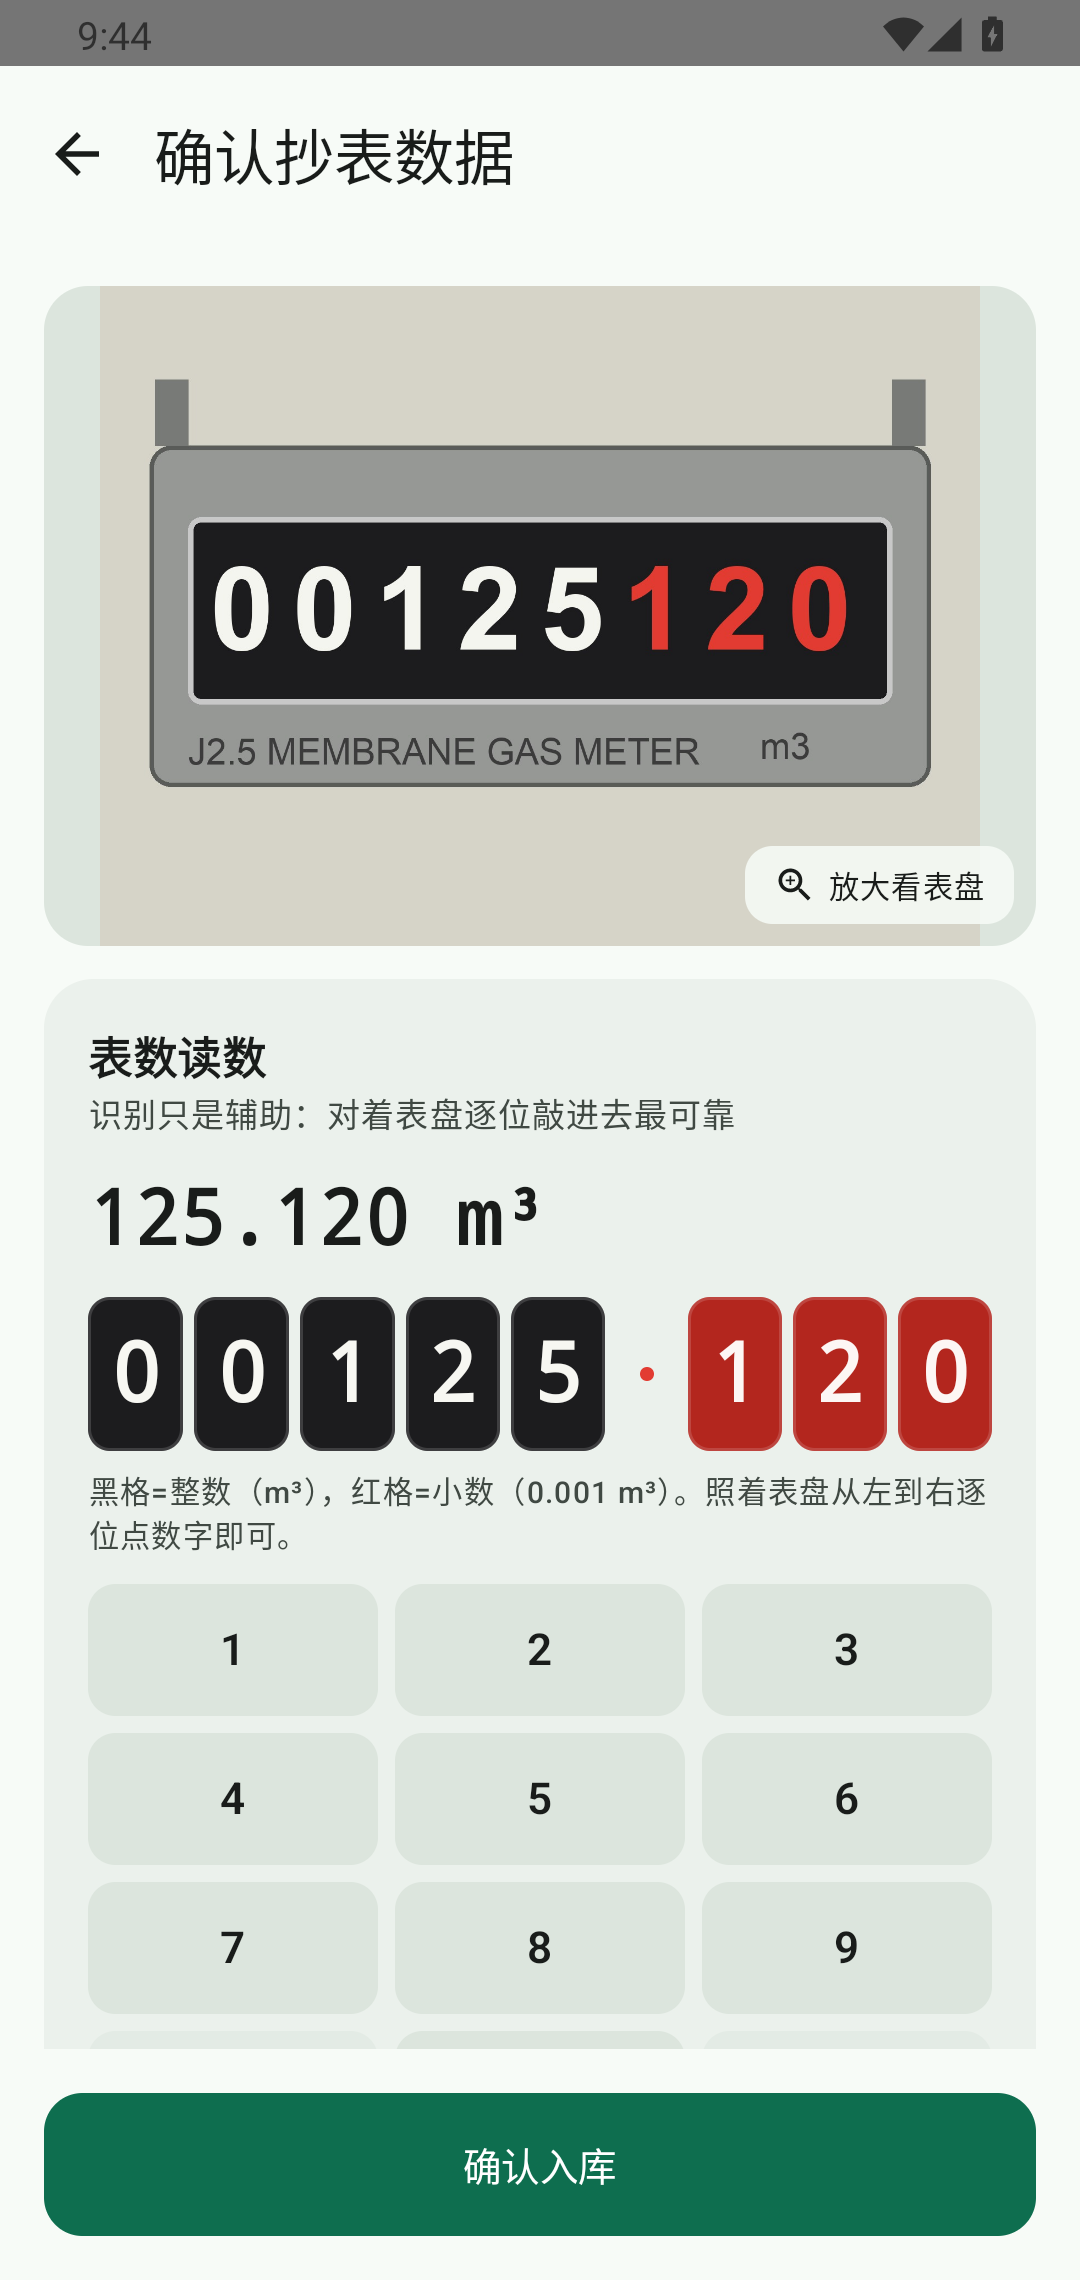 9:44
确认抄表数据
00125120
J2.5 MEMBRANE GAS METER m3
放大看表盘
表数读数
识别只是辅助：对着表盘逐位敲进去最可靠
125.120 m³
0 0 1 2 5 · 1 2 0
黑格=整数（m³），红格=小数（0.001 m³）。照着表盘从左到右逐
位点数字即可。
1 2 3
4 5 6
7 8 9
确认入库